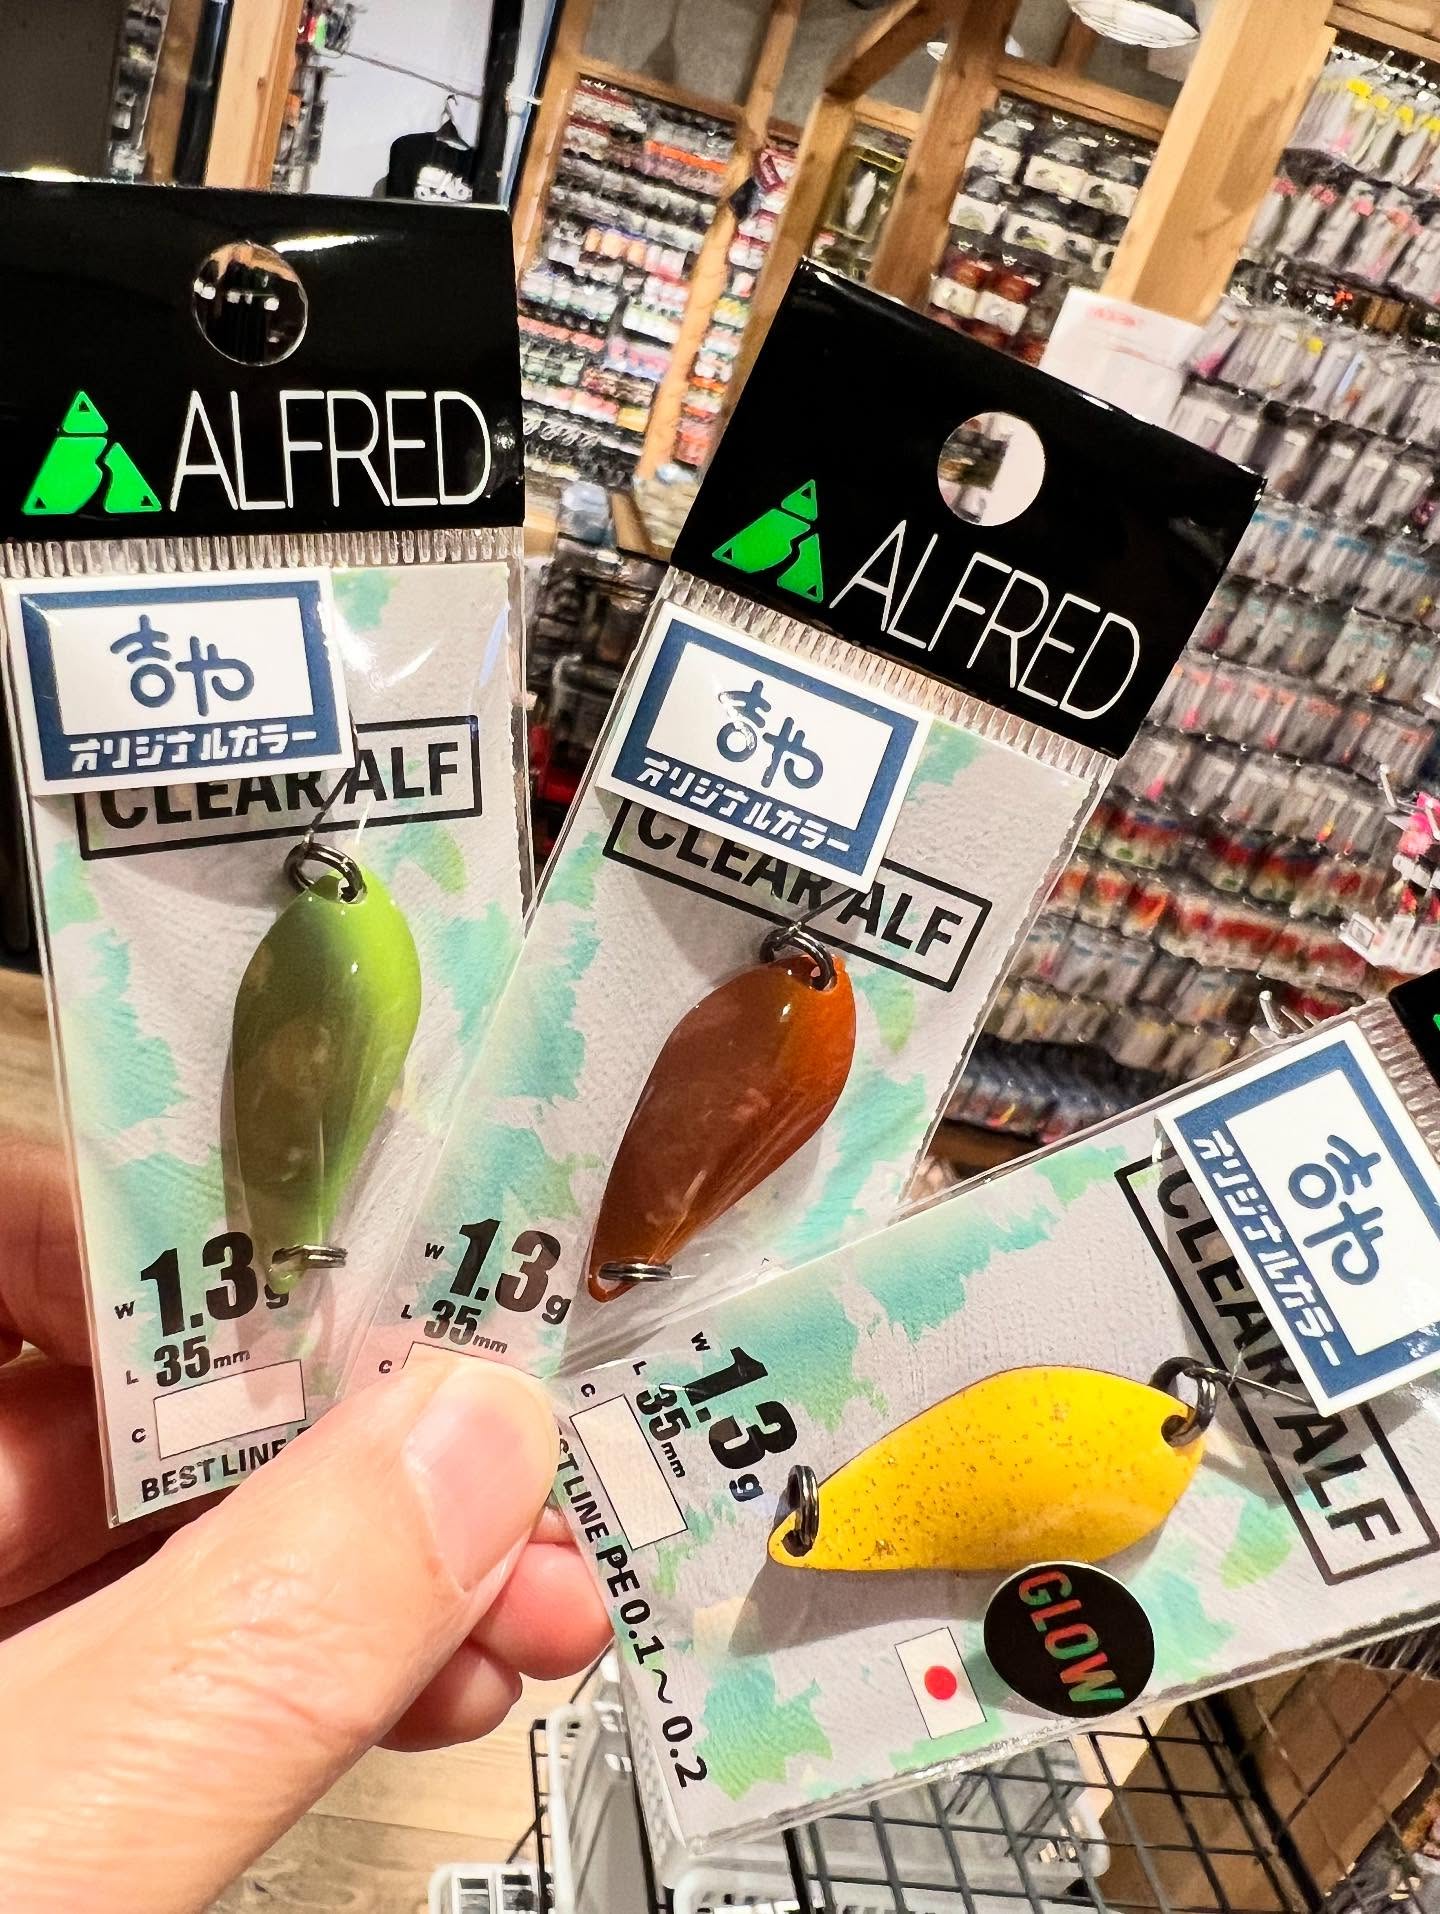 ALFRED
吉や
オリジナルカラー
CLEAR ALF
W 1.3g
L 35mm
C
BEST LINE
ALFRED
吉や
オリジナルカラー
CLEAR ALF
W 1.3g
L 35mm
C
吉や
オリジナルカラー
CLEAR ALF
W 1.3g
L 35mm
C
BEST LINE PE 0.1～0.2
GLOW